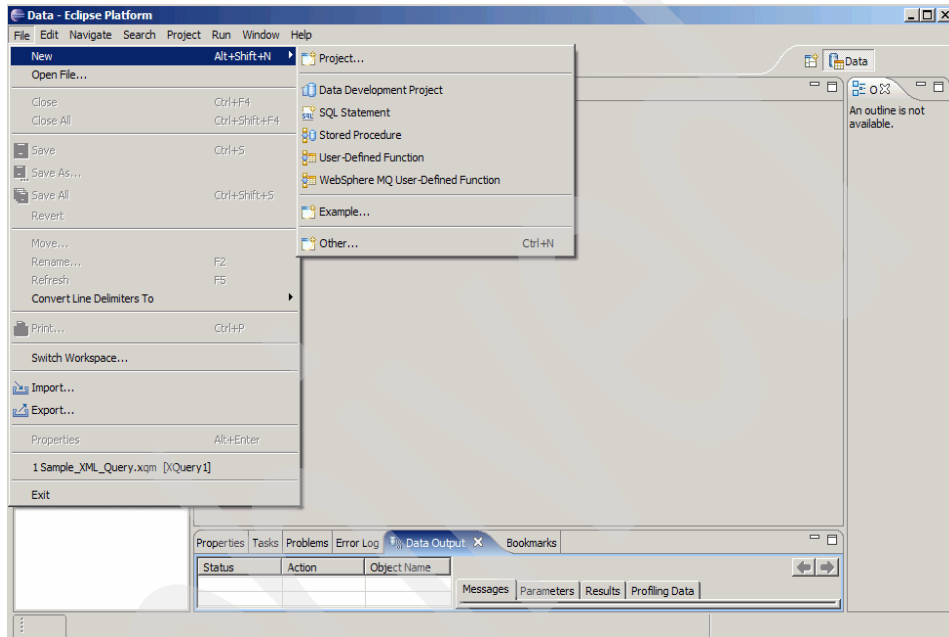 Data - Eclipse Platform
File Edit Navigate Search Project Run Window Help
New Alt+Shift+N
Open File...
Close Ctrl+F4
Close All Ctrl+Shift+F4
Save Ctrl+S
Save As...
Save All Ctrl+Shift+S
Revert
Move...
Rename... F2
Refresh F5
Convert Line Delimiters To
Print... Ctrl+P
Switch Workspace...
Import...
Export...
Properties Alt+Enter
1 Sample_XML_Query.xqm [XQuery1]
Exit
Project...
Data Development Project
SQL Statement
Stored Procedure
User-Defined Function
WebSphere MQ User-Defined Function
Example...
Other... Ctrl+N
Data
O
An outline is not
available.
Properties Tasks Problems Error Log Data Output Bookmarks
Status Action Object Name
Messages Parameters Results Profiling Data